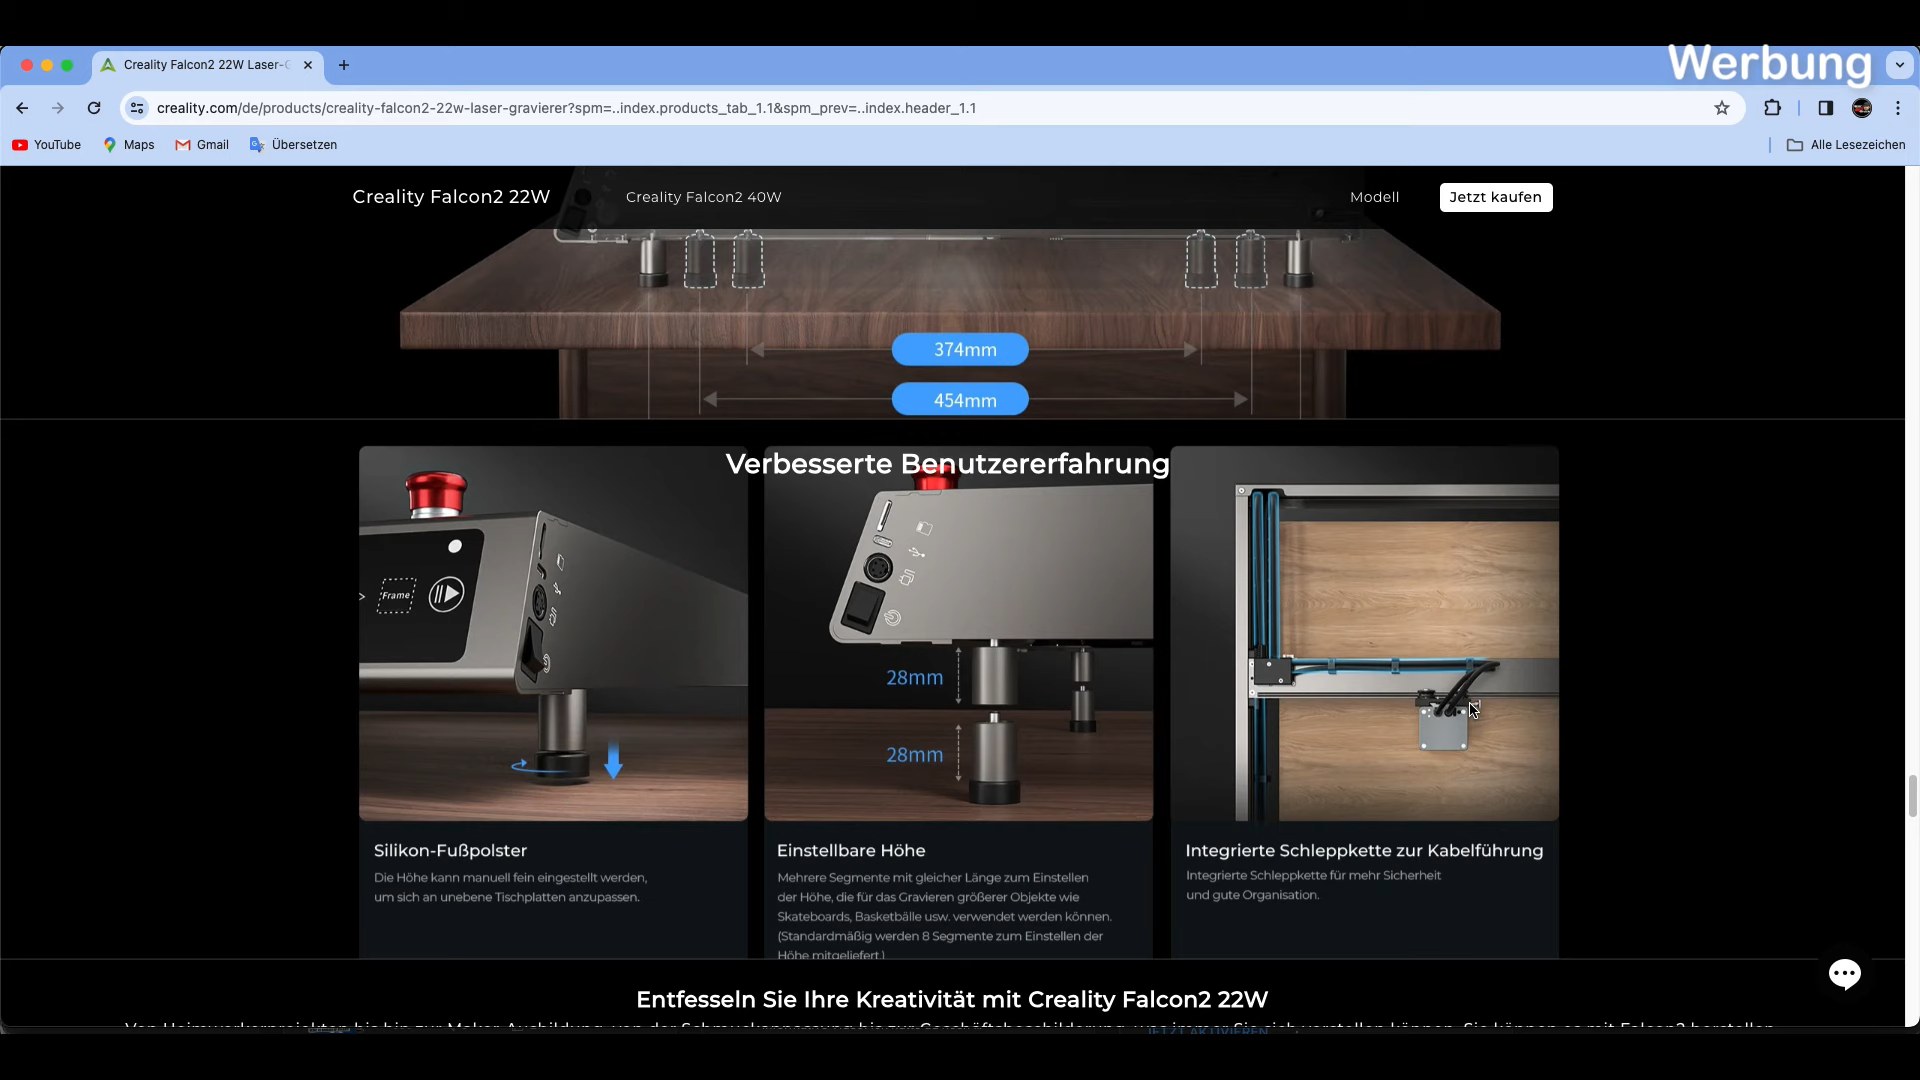 Werbung
Creality Falcon2 22W Laser-G
creality.com/de/products/creality-falcon2-22w-laser-gravierer?spm=..index.products_tab_1.1&spm_prev=..index.header_1.1
YouTube Maps Gmail Übersetzen Alle Lesezeichen
Creality Falcon2 22W Creality Falcon2 40W Modell Jetzt kaufen
374mm
454mm
Verbesserte Benutzererfahrung
Frame
28mm
28mm
Silikon-Fußpolster
Die Höhe kann manuell fein eingestellt werden,
um sich an unebene Tischplatten anzupassen.
Einstellbare Höhe
Mehrere Segmente mit gleicher Länge zum Einstellen
der Höhe, die für das Gravieren größerer Objekte wie
Skateboards, Basketbälle usw. verwendet werden können.
(Standardmäßig werden 8 Segmente zum Einstellen der
Höhe mitgeliefert.)
Integrierte Schleppkette zur Kabelführung
Integrierte Schleppkette für mehr Sicherheit
und gute Organisation.
Entfesseln Sie Ihre Kreativität mit Creality Falcon2 22W